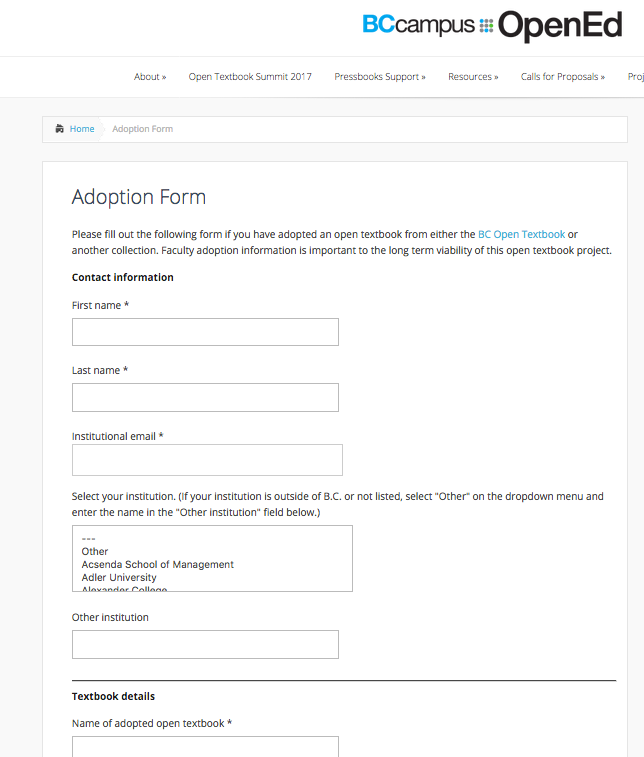 BCcampus OpenEd
About » Open Textbook Summit 2017 Pressbooks Support » Resources » Calls for Proposals » Proj
Home Adoption Form
Adoption Form
Please fill out the following form if you have adopted an open textbook from either the BC Open Textbook or
another collection. Faculty adoption information is important to the long term viability of this open textbook project.
Contact information
First name *
Last name *
Institutional email *
Select your institution. (If your institution is outside of B.C. or not listed, select "Other" on the dropdown menu and
enter the name in the "Other institution" field below.)
---
Other
Acsenda School of Management
Adler University
Alexander College
Other institution
Textbook details
Name of adopted open textbook *